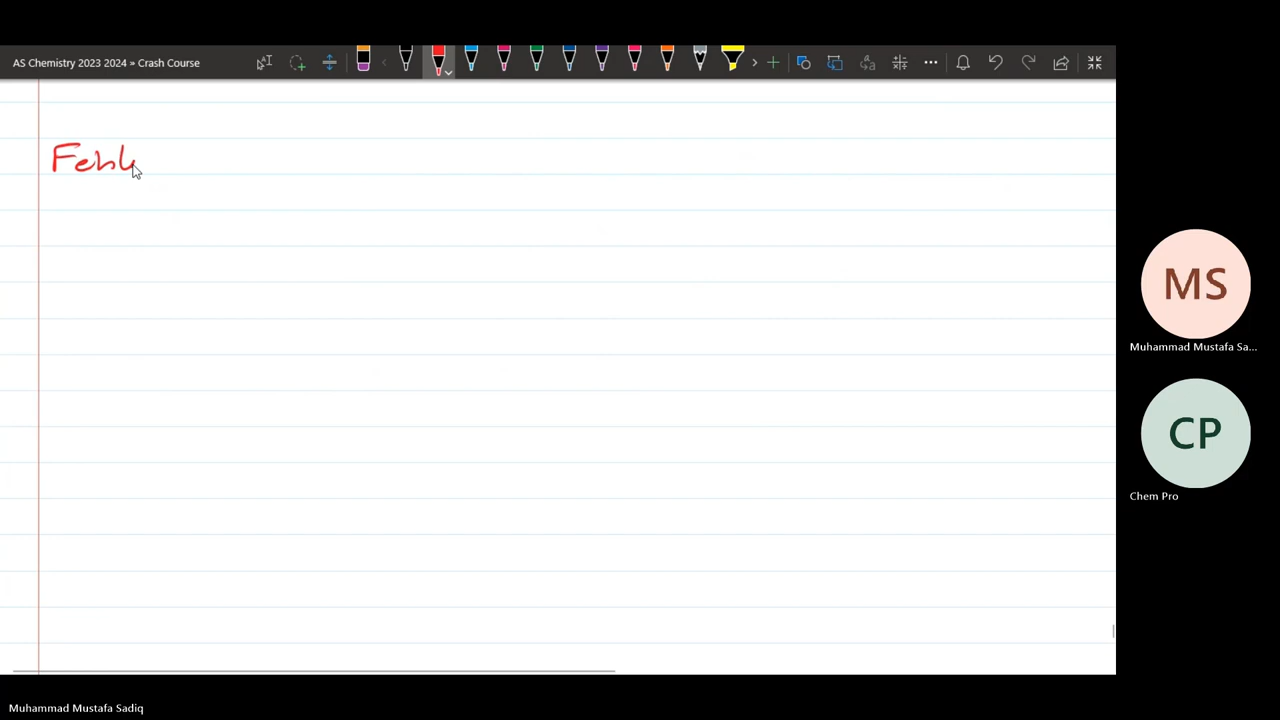 AS Chemistry 2023 2024 » Crash Course
Fehl
MS
Muhammad Mustafa Sa...
CP
Chem Pro
Muhammad Mustafa Sadiq